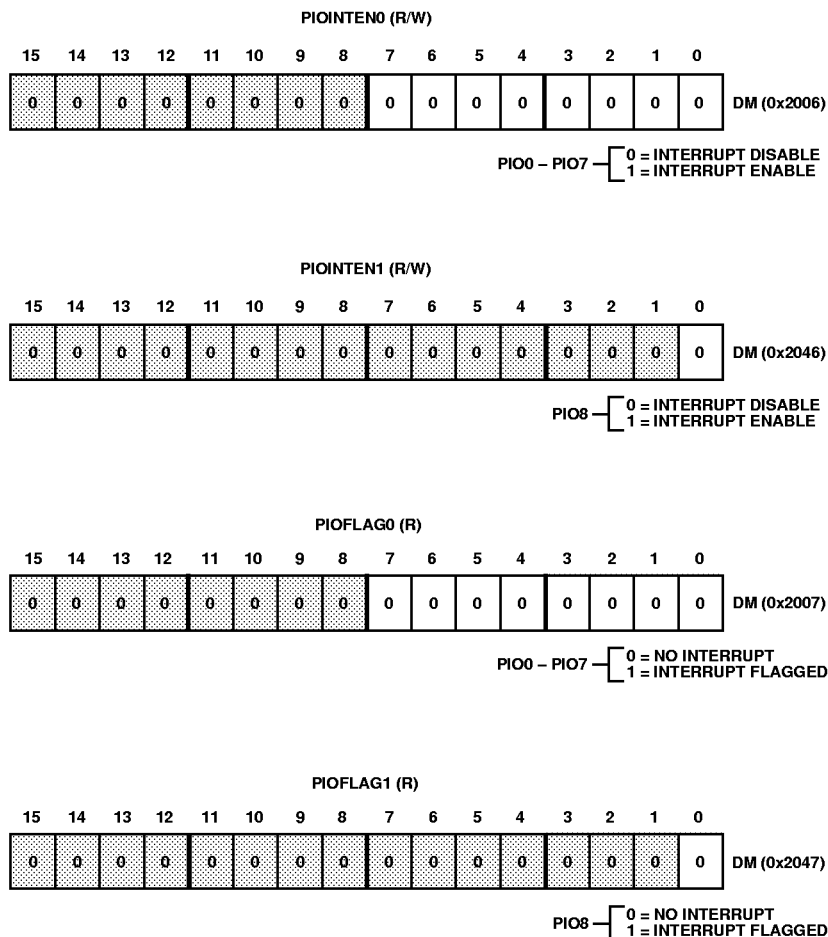 PIOINTEN0 (R/W)
15 14 13 12 11 10 9 8 7 6 5 4 3 2 1 0
0 0 0 0 0 0 0 0 0 0 0 0 0 0 0 0 DM (0x2006)
PIO0 – PIO7 0 = INTERRUPT DISABLE
1 = INTERRUPT ENABLE
PIOINTEN1 (R/W)
15 14 13 12 11 10 9 8 7 6 5 4 3 2 1 0
0 0 0 0 0 0 0 0 0 0 0 0 0 0 0 0 DM (0x2046)
PIO8 0 = INTERRUPT DISABLE
1 = INTERRUPT ENABLE
PIOFLAG0 (R)
15 14 13 12 11 10 9 8 7 6 5 4 3 2 1 0
0 0 0 0 0 0 0 0 0 0 0 0 0 0 0 0 DM (0x2007)
PIO0 – PIO7 0 = NO INTERRUPT
1 = INTERRUPT FLAGGED
PIOFLAG1 (R)
15 14 13 12 11 10 9 8 7 6 5 4 3 2 1 0
0 0 0 0 0 0 0 0 0 0 0 0 0 0 0 0 DM (0x2047)
PIO8 0 = NO INTERRUPT
1 = INTERRUPT FLAGGED